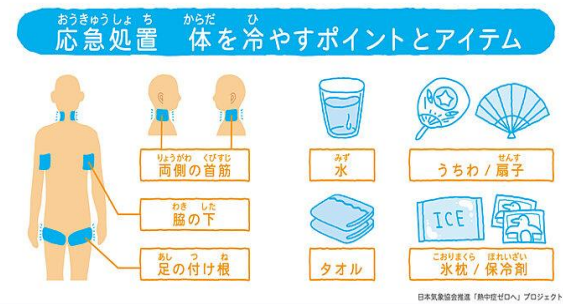 おうきゅうしょち からだ ひ
応急処置 体を冷やすポイントとアイテム
りょうがわ くびすじ
両側の首筋
わき した
脇の下
あし つ ね
足の付け根
みず
水
せんす
うちわ / 扇子
タオル
ICE
こおりまくら ほれいざい
氷枕 / 保冷剤
日本気象協会推進「熱中症ゼロへ」プロジェクト